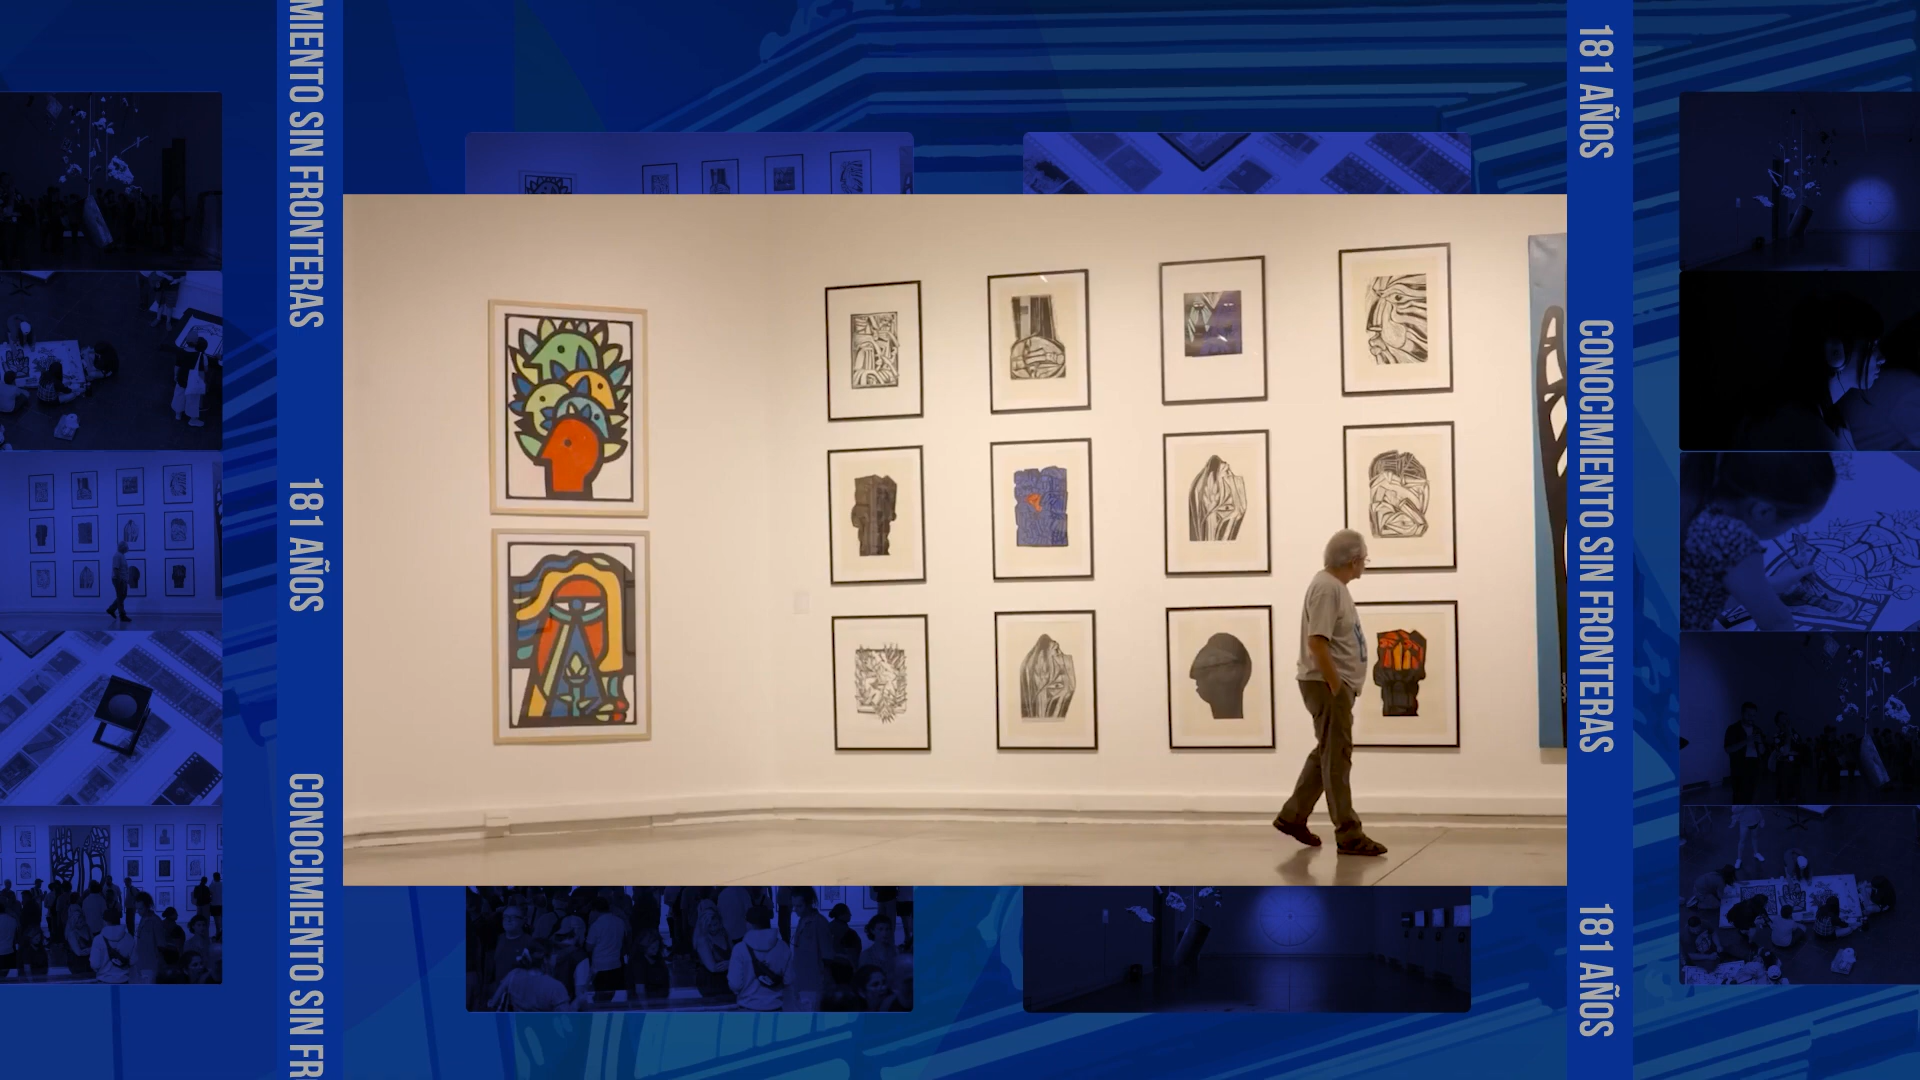 MIENTO SIN FRONTERAS
181 AÑOS
CONOCIMIENTO SIN FR
181 AÑOS
CONOCIMIENTO SIN FRONTERAS
181 AÑOS